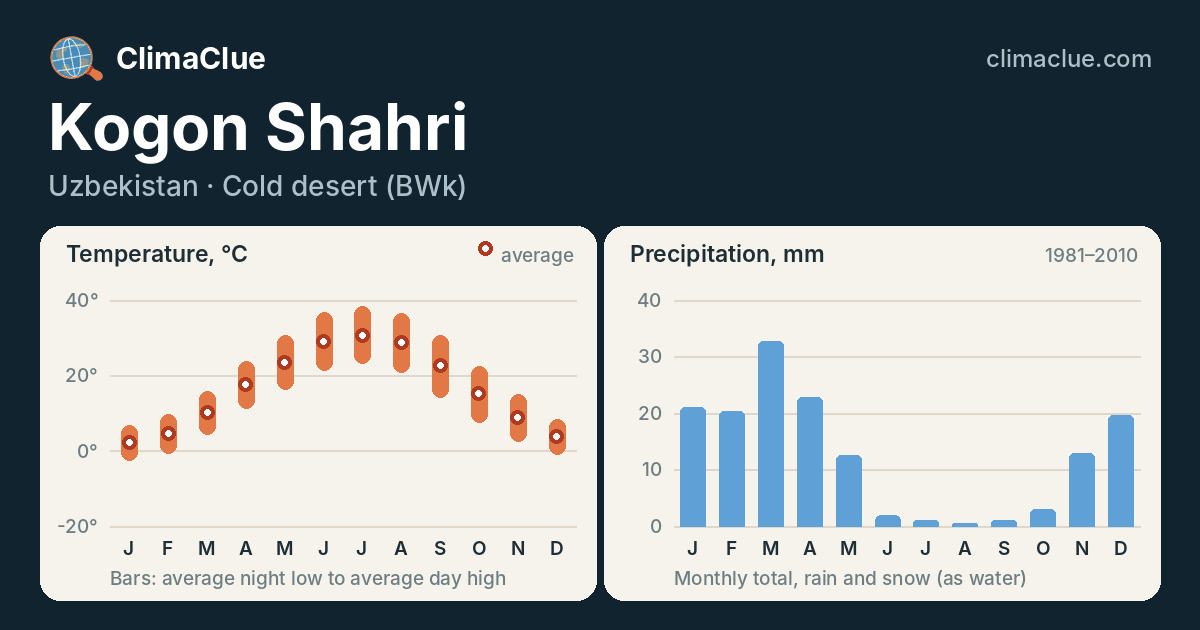 ClimaClue
climaclue.com
Kogon Shahri
Uzbekistan · Cold desert (BWk)
Temperature, °C
average
40°
20°
0°
-20°
J F M A M J J A S O N D
Bars: average night low to average day high
Precipitation, mm
1981–2010
40
30
20
10
0
J F M A M J J A S O N D
Monthly total, rain and snow (as water)